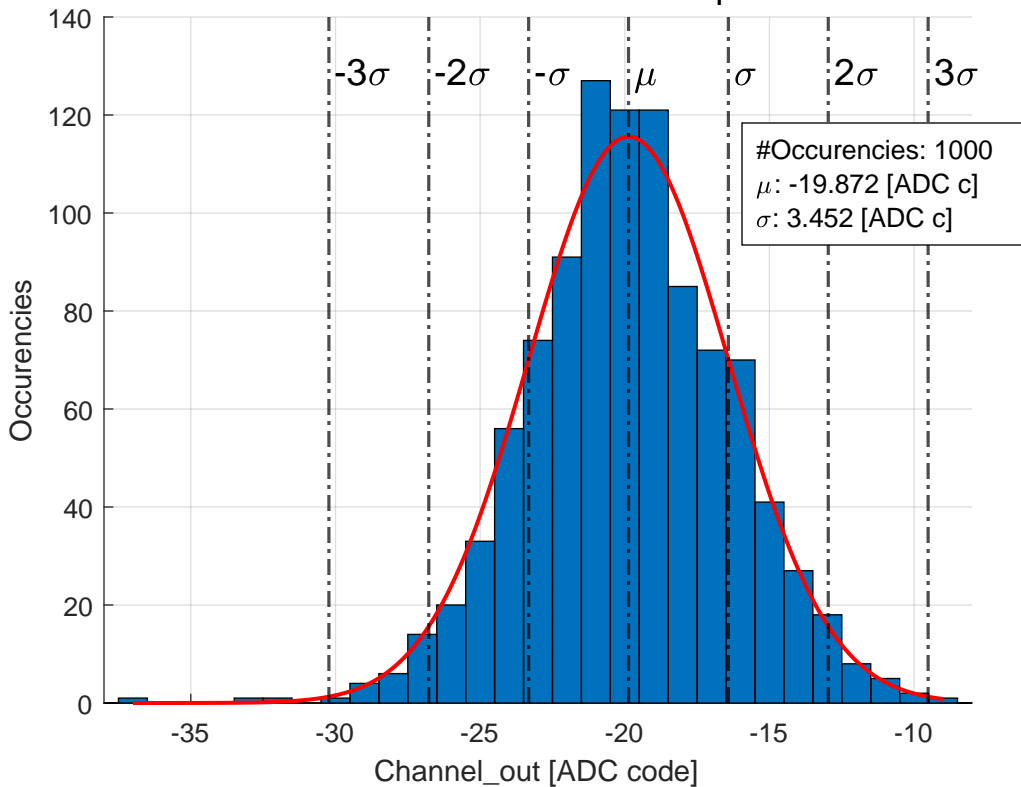 140
120
100
80
60
40
20
0
Occurencies
-3σ
-2σ
-σ
μ
σ
2σ
3σ
#Occurencies: 1000
μ: -19.872 [ADC c]
σ: 3.452 [ADC c]
-35
-30
-25
-20
-15
-10
Channel_out [ADC code]